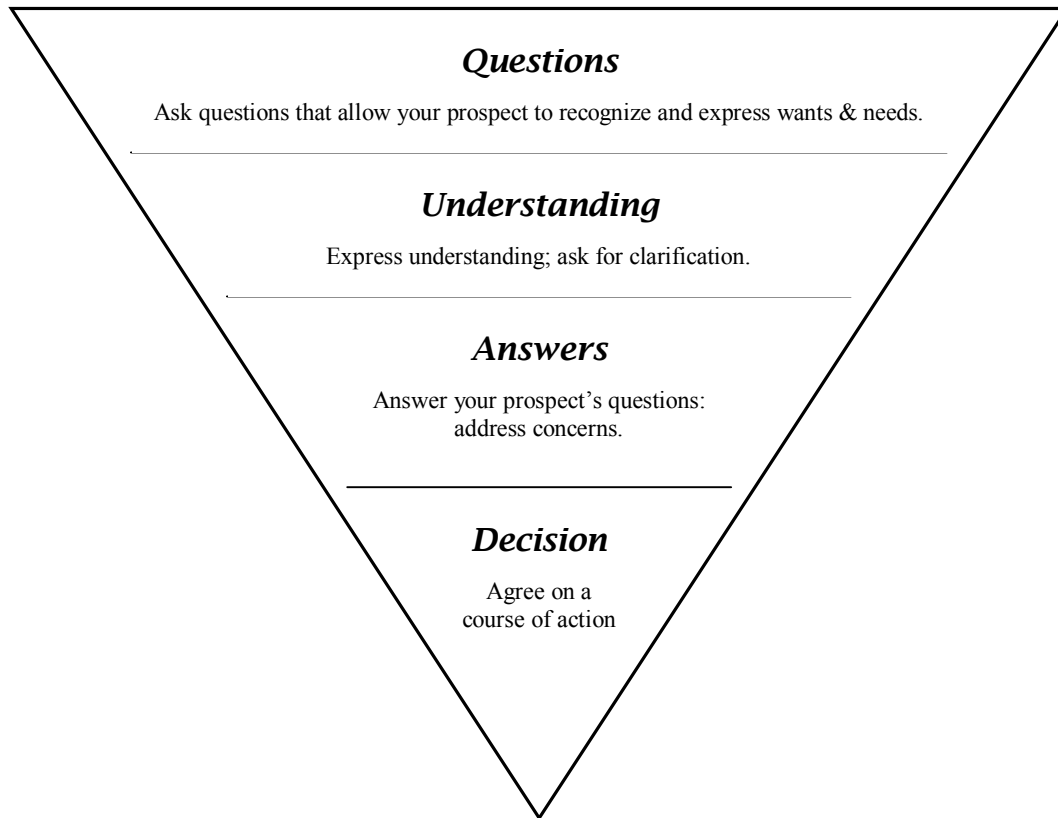 Questions
Ask questions that allow your prospect to recognize and express wants & needs.
Understanding
Express understanding; ask for clarification.
Answers
Answer your prospect’s questions:
address concerns.
Decision
Agree on a
course of action